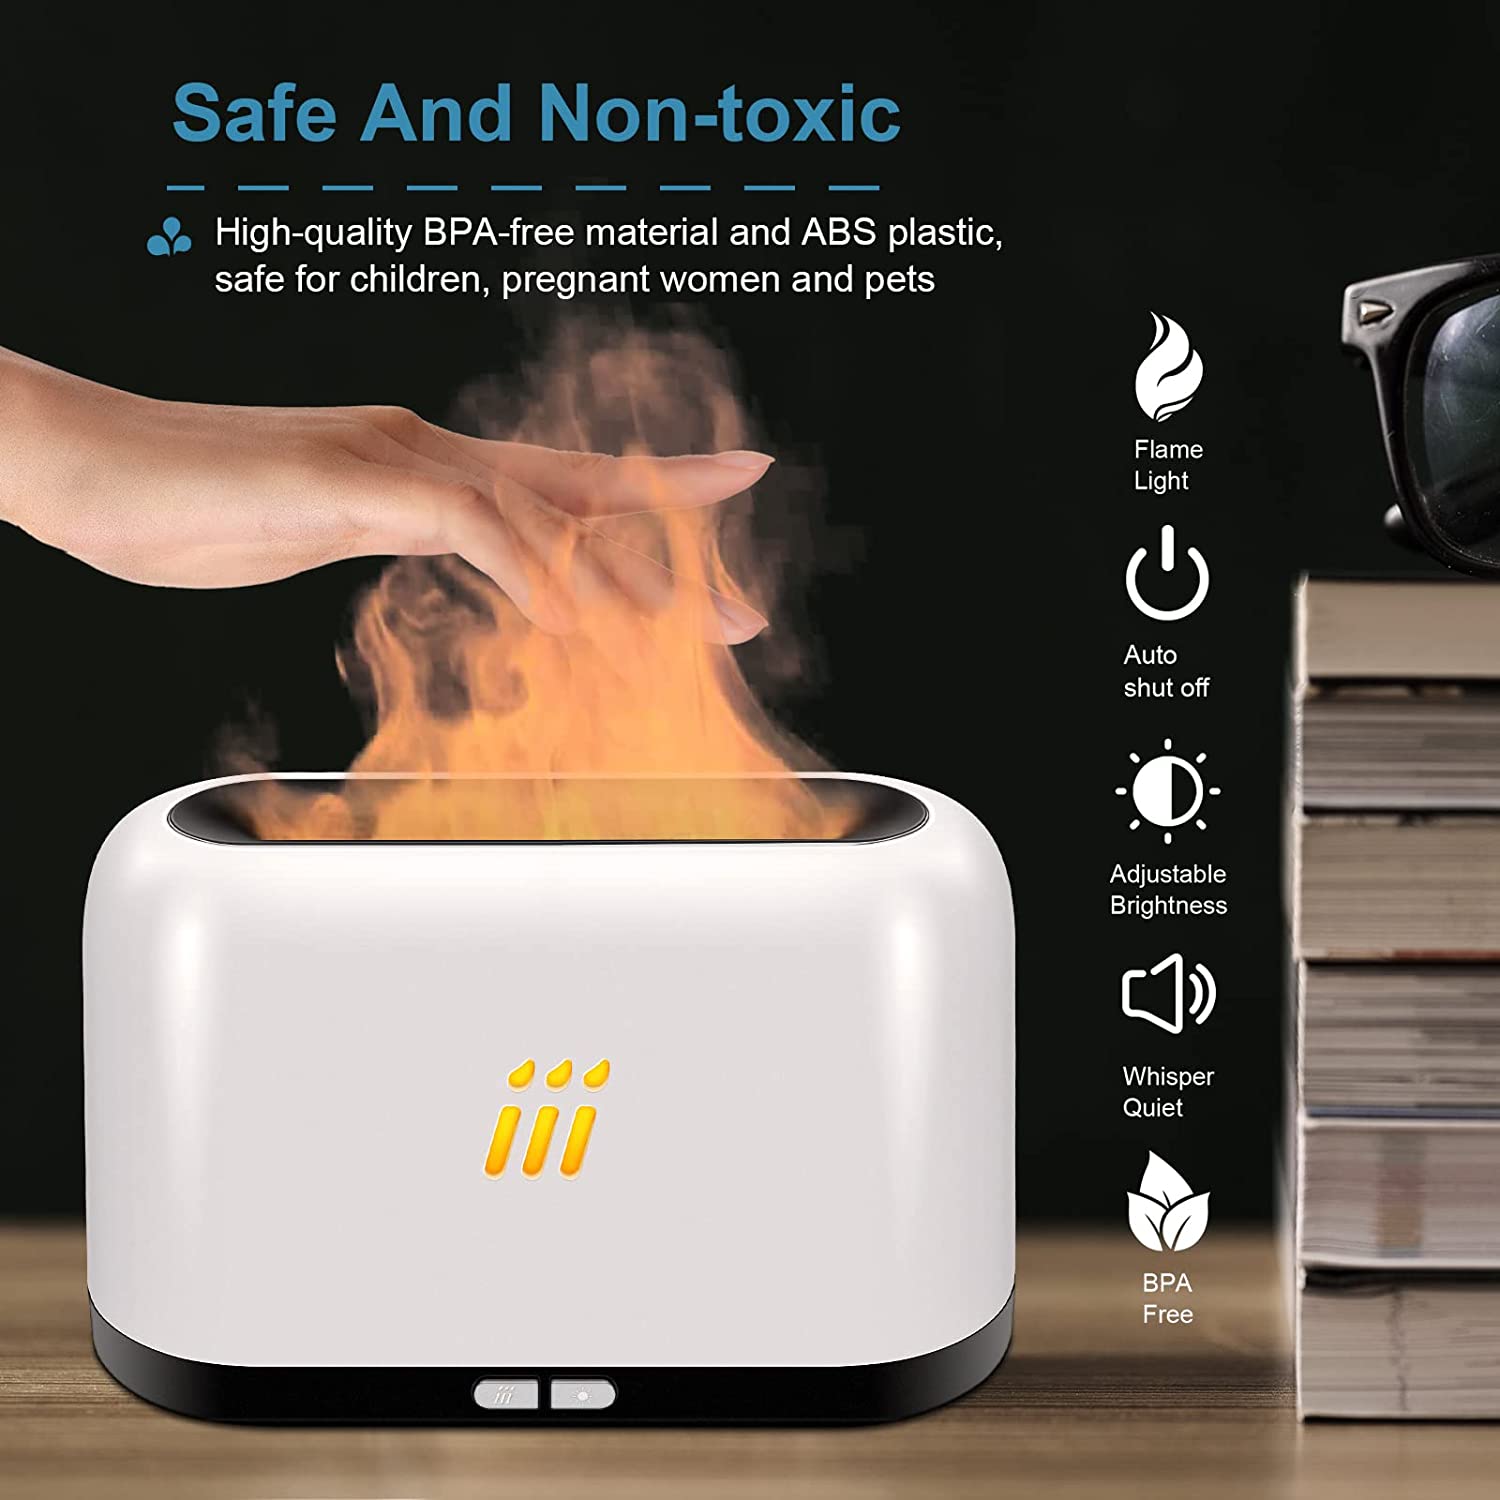 Safe And Non-toxic
High-quality BPA-free material and ABS plastic,
safe for children, pregnant women and pets
Flame
Light
Auto
shut off
Adjustable
Brightness
Whisper
Quiet
BPA
Free